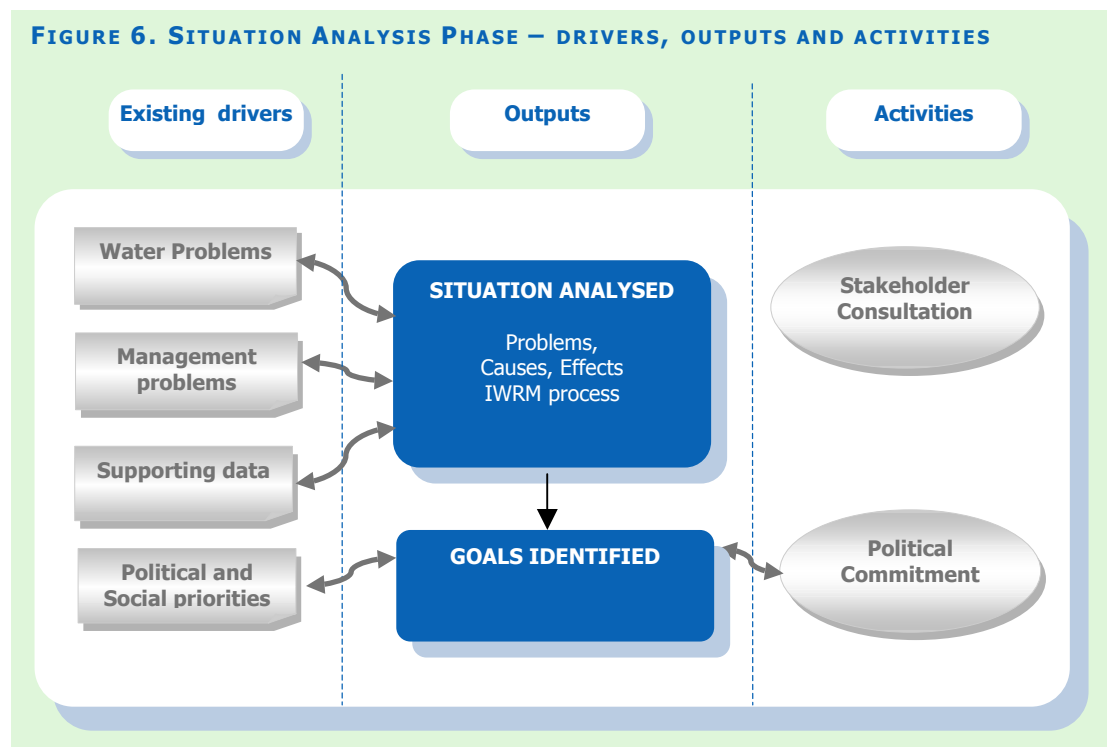 FIGURE 6. SITUATION ANALYSIS PHASE – DRIVERS, OUTPUTS AND ACTIVITIES
Existing drivers
Outputs
Activities
Water Problems
Management
problems
Supporting data
Political and
Social priorities
SITUATION ANALYSED
Problems,
Causes, Effects
IWRM process
GOALS IDENTIFIED
Stakeholder
Consultation
Political
Commitment